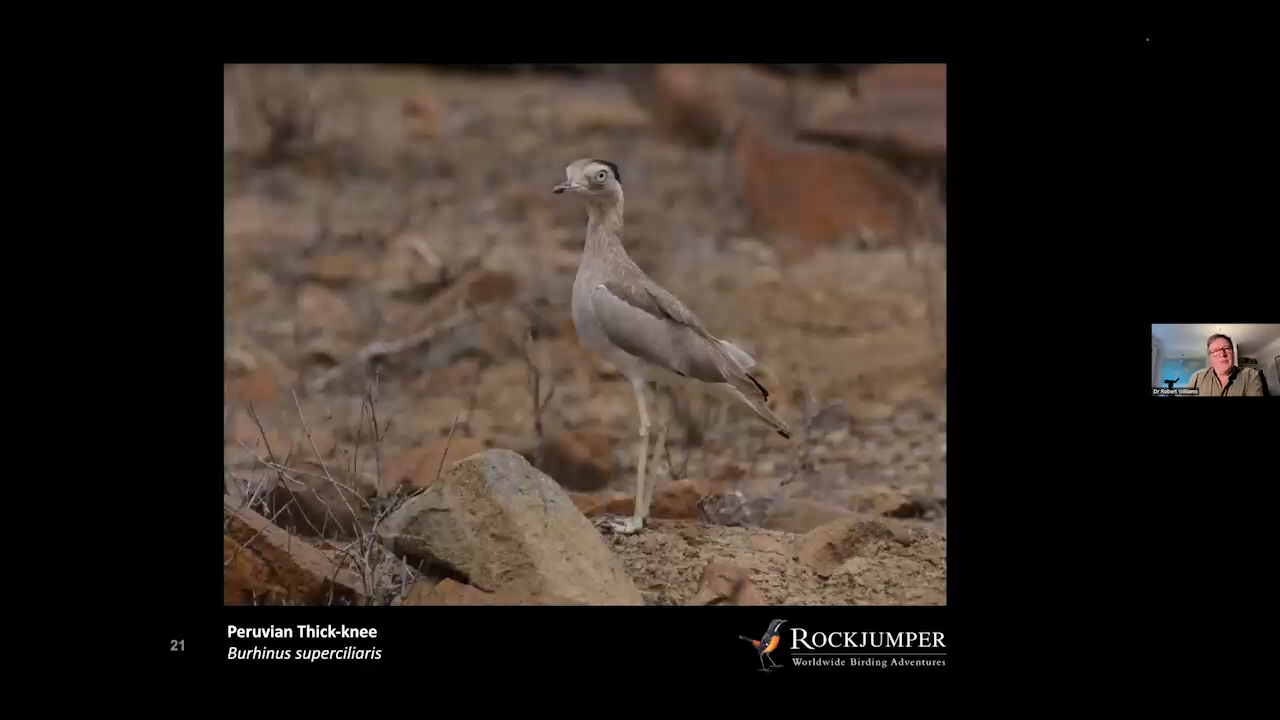 Dr Robert Williams
21
Peruvian Thick-knee
Burhinus superciliaris
ROCKJUMPER
Worldwide Birding Adventures